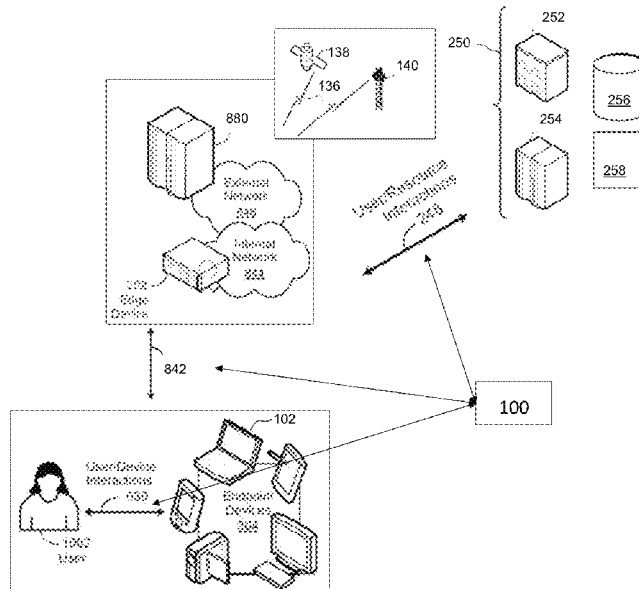 138
140
136
250
252
256
254
258
880
External
Network
Internal
Network
Edge
Device
User/Resource
Interactions
248
842
100
102
User/Device
Interactions
Endpoint
Devices
User